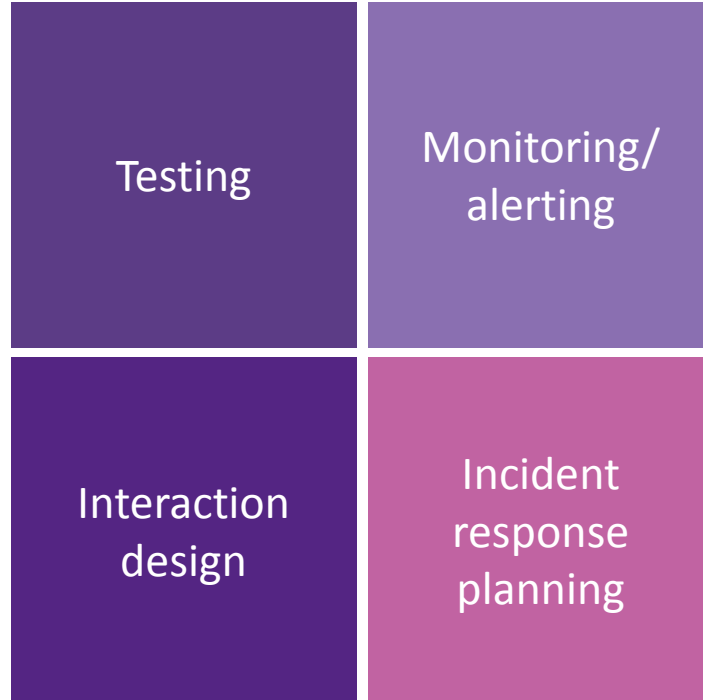 Testing
Monitoring/
alerting
Interaction
design
Incident
response
planning